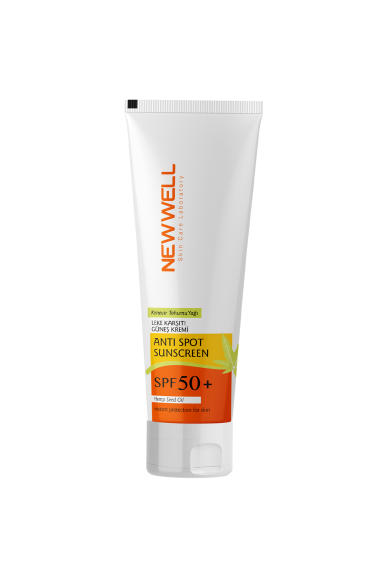 NEWWELL
Skin Care Laboratory
Kenevir Tohumu Yağı
LEKE KARŞITI
GÜNEŞ KREMİ
ANTI SPOT
SUNSCREEN
SPF50+
Hemp Seed Oil
instant protection for skin